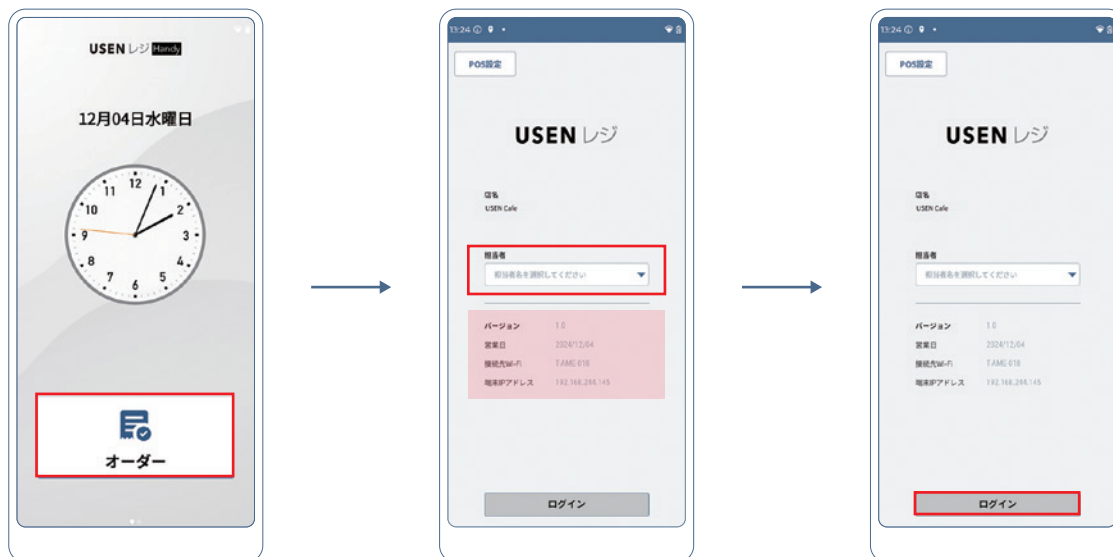 USEN レジ Handy
12月04日水曜日
12
11 1
10 2
9 3
8 4
7 5
6
オーダー
13:24
POS設定
USEN レジ
店名
USEN Cafe
担当者
担当者名を選択してください
バージョン 1.0
営業日 2024/12/04
接続先Wi-Fi
端末IPアドレス
ログイン
13:24
POS設定
USEN レジ
店名
USEN Cafe
担当者
担当者名を選択してください
バージョン 1.0
営業日 2024/12/04
接続先Wi-Fi
端末IPアドレス
ログイン